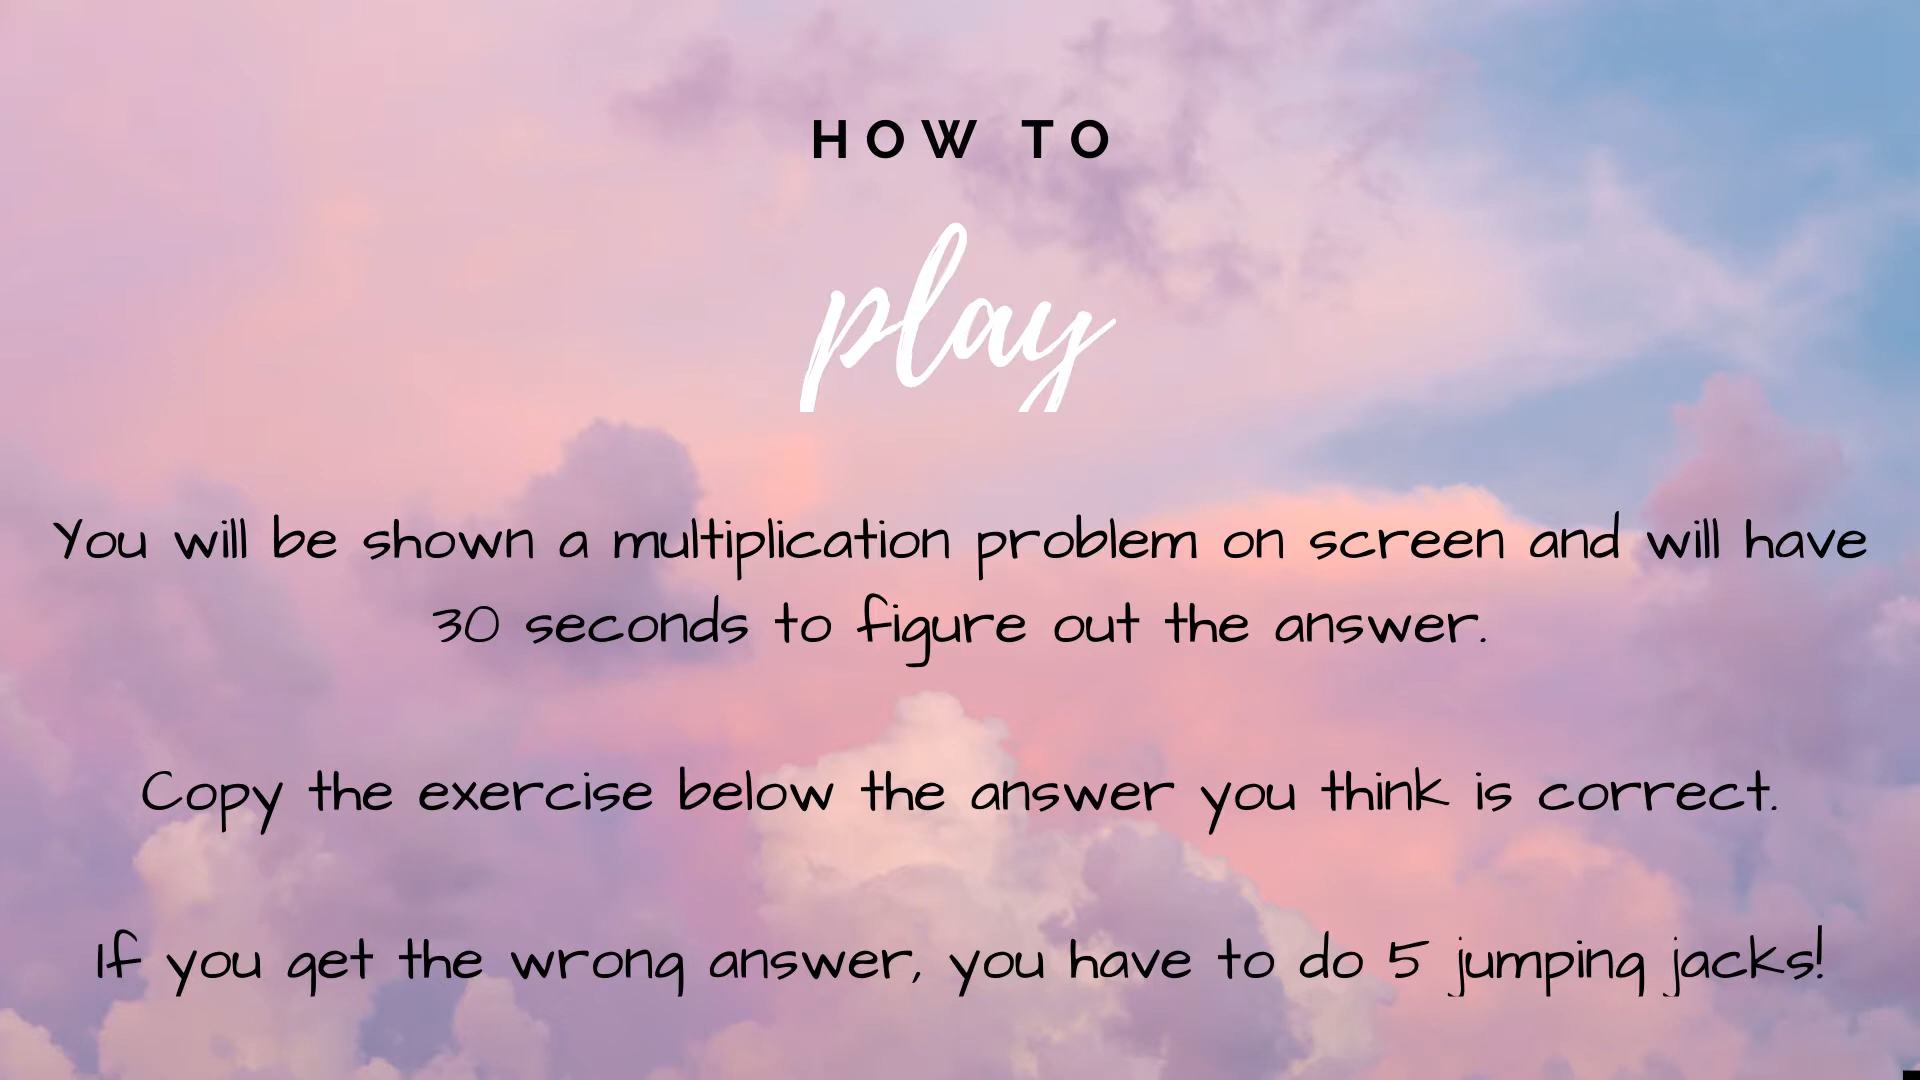 HOW TO
play
You will be shown a multiplication problem on screen and will have
30 seconds to figure out the answer.
Copy the exercise below the answer you think is correct.
If you get the wrong answer, you have to do 5 jumping jacks!